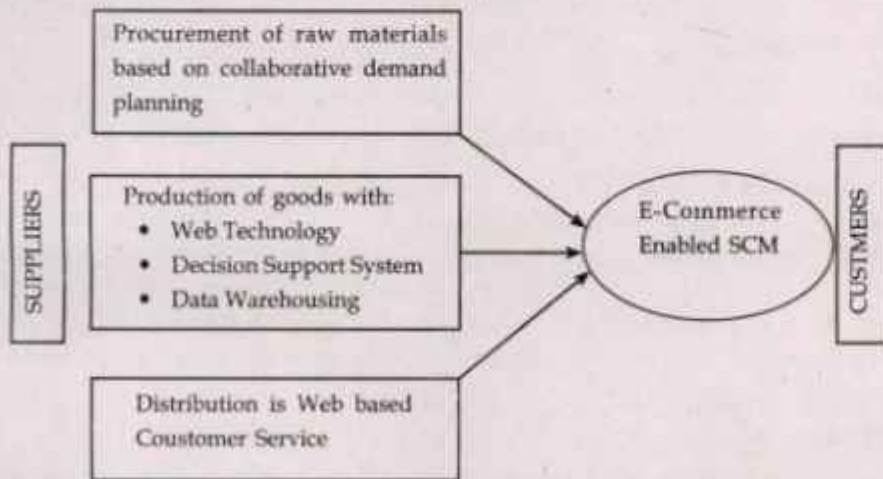 Procurement of raw materials
based on collaborative demand
planning
SUPPLIERS
Production of goods with:
• Web Technology
• Decision Support System
• Data Warehousing
E-Commerce
Enabled SCM
CUSTMERS
Distribution is Web based
Coustomer Service